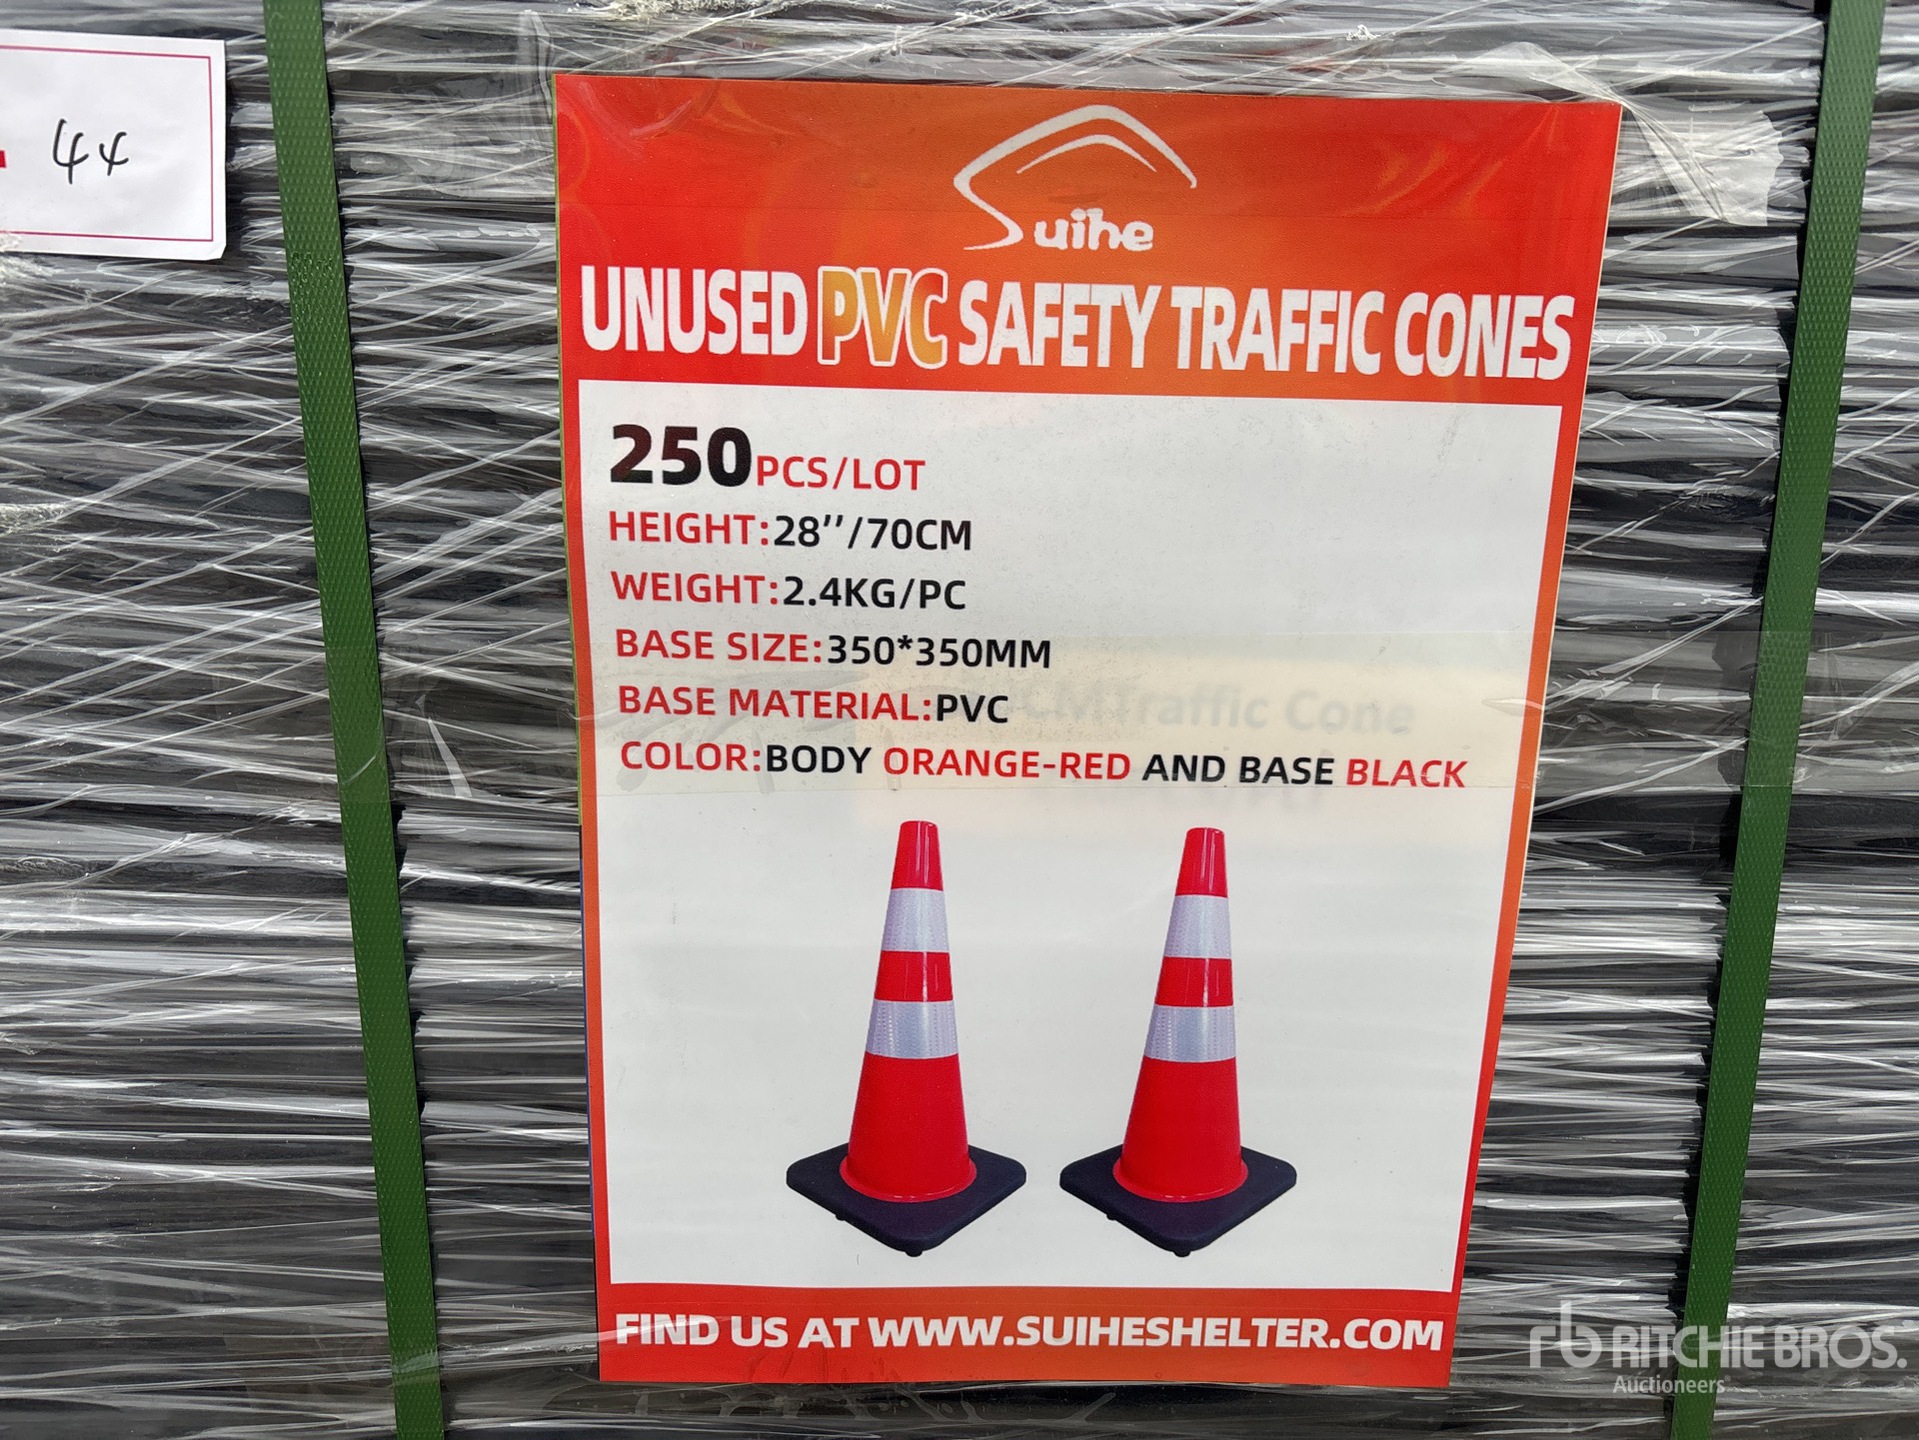 44
Suihe
UNUSED PVC SAFETY TRAFFIC CONES
250PCS/LOT
HEIGHT:28''/70CM
WEIGHT:2.4KG/PC
BASE SIZE:350*350MM
BASE MATERIAL:PVC
CMTraffic Cone
COLOR:BODY ORANGE-RED AND BASE BLACK
FIND US AT WWW.SUIHESHELTER.COM
rb RITCHIE BROS.
Auctioneers